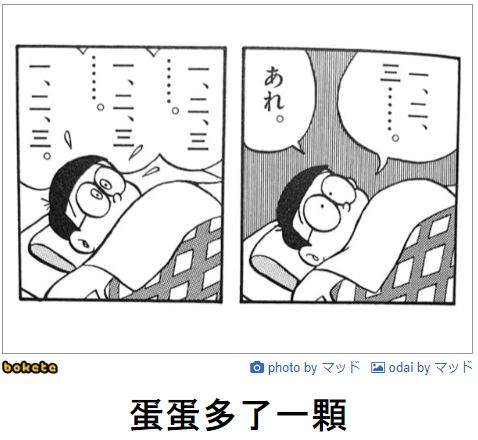 一、二、
三……。
あれ。
一、二、三
……。
一、二、三
……。
一、二、三。
boketa
photo by マッド
odai by マッド
蛋蛋多了一顆